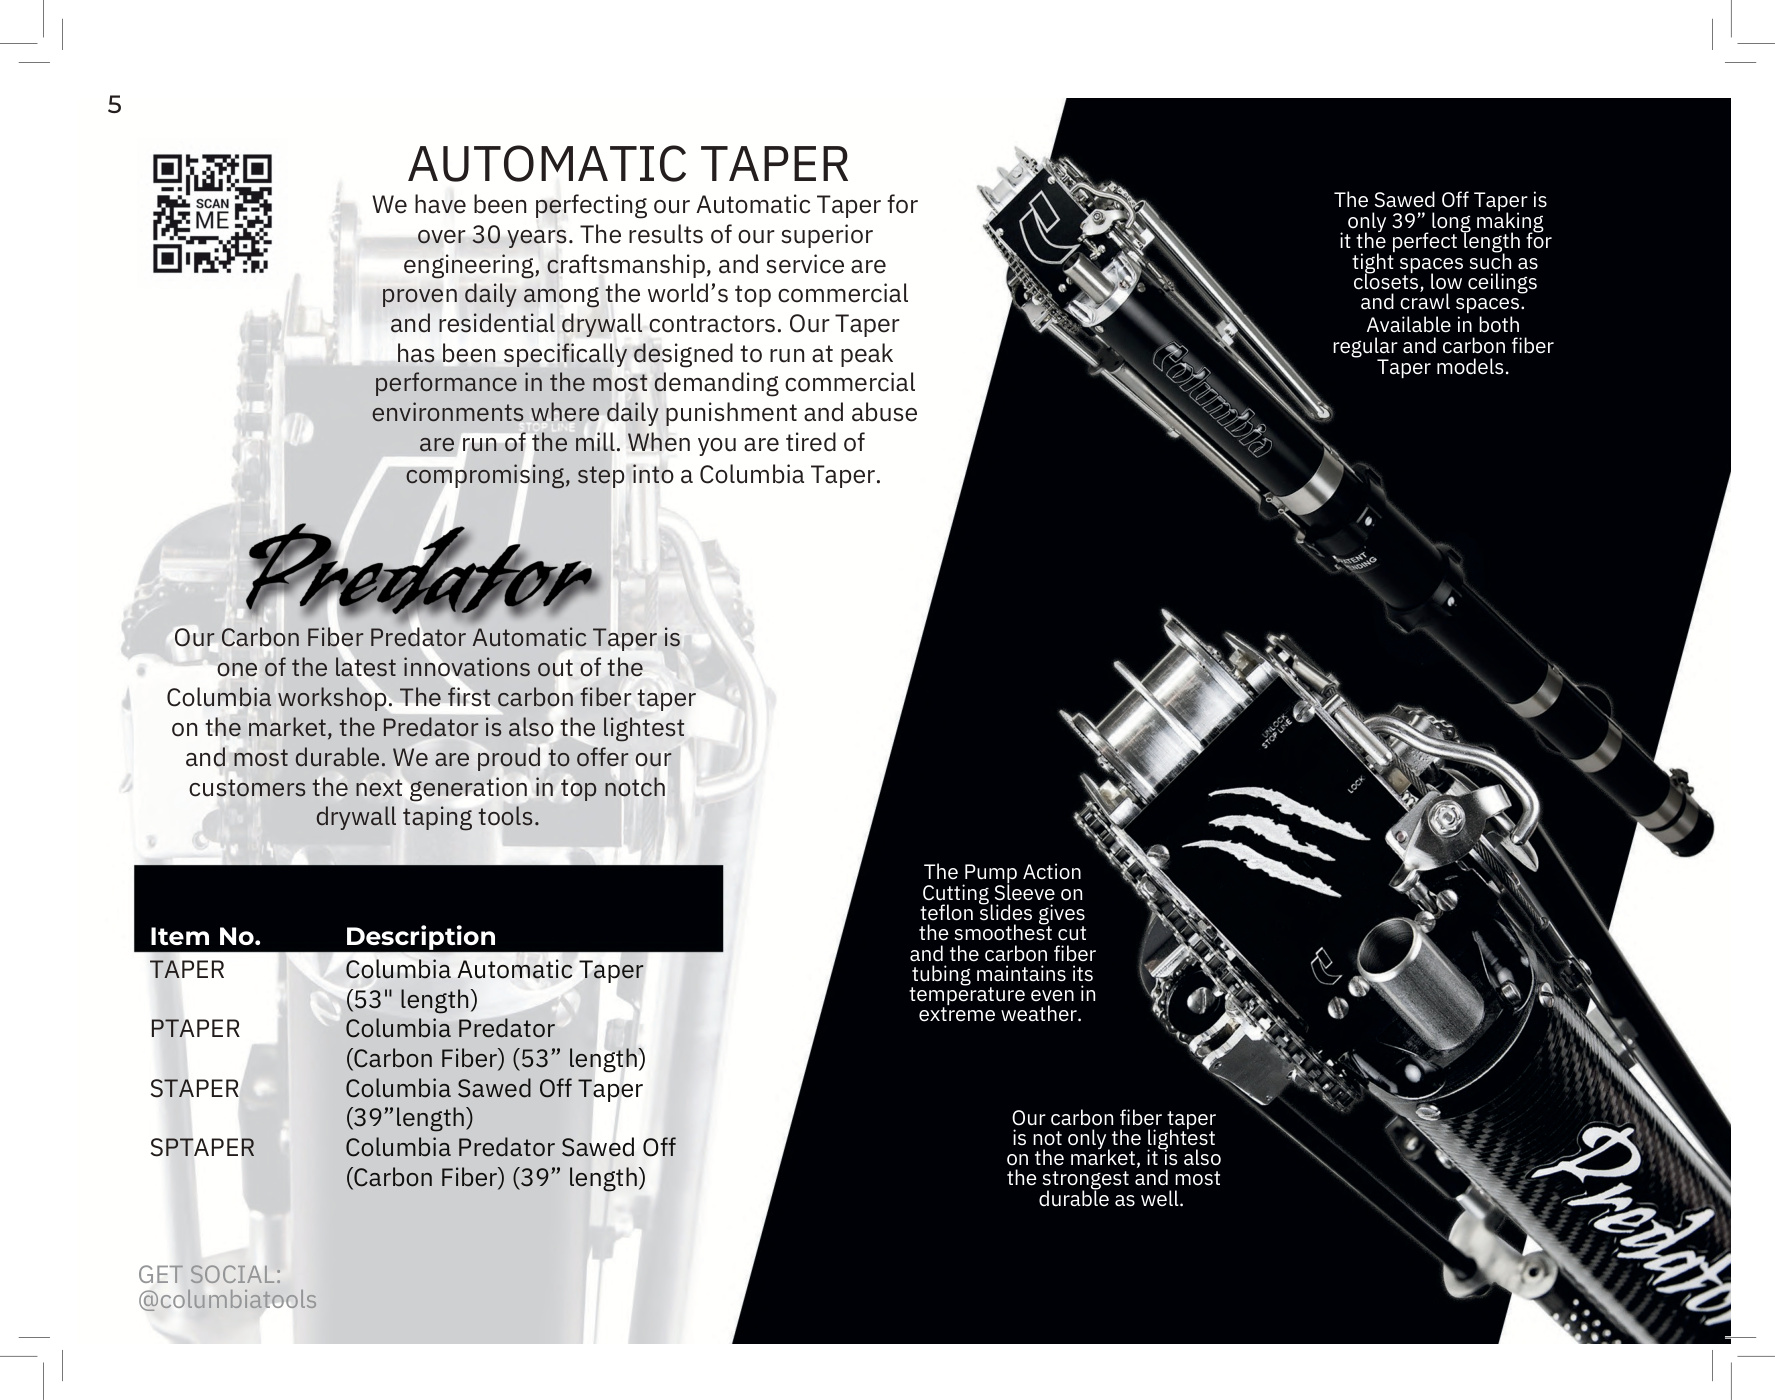 5
SCAN
ME
AUTOMATIC TAPER
We have been perfecting our Automatic Taper for
over 30 years. The results of our superior
engineering, craftsmanship, and service are
proven daily among the world’s top commercial
and residential drywall contractors. Our Taper
has been specifically designed to run at peak
performance in the most demanding commercial
environments where daily punishment and abuse
are run of the mill. When you are tired of
compromising, step into a Columbia Taper.
STOP LINE
Predator
Our Carbon Fiber Predator Automatic Taper is
one of the latest innovations out of the
Columbia workshop. The first carbon fiber taper
on the market, the Predator is also the lightest
and most durable. We are proud to offer our
customers the next generation in top notch
drywall taping tools.
Item No. Description
TAPER Columbia Automatic Taper
(53" length)
PTAPER Columbia Predator
(Carbon Fiber) (53” length)
STAPER Columbia Sawed Off Taper
(39”length)
SPTAPER Columbia Predator Sawed Off
(Carbon Fiber) (39” length)
GET SOCIAL:
@columbiatools
The Sawed Off Taper is
only 39” long making
it the perfect length for
tight spaces such as
closets, low ceilings
and crawl spaces.
Available in both
regular and carbon fiber
Taper models.
Columbia
UNLOCK
STOP LINE
LOCK
The Pump Action
Cutting Sleeve on
teflon slides gives
the smoothest cut
and the carbon fiber
tubing maintains its
temperature even in
extreme weather.
Our carbon fiber taper
is not only the lightest
on the market, it is also
the strongest and most
durable as well.
Predator